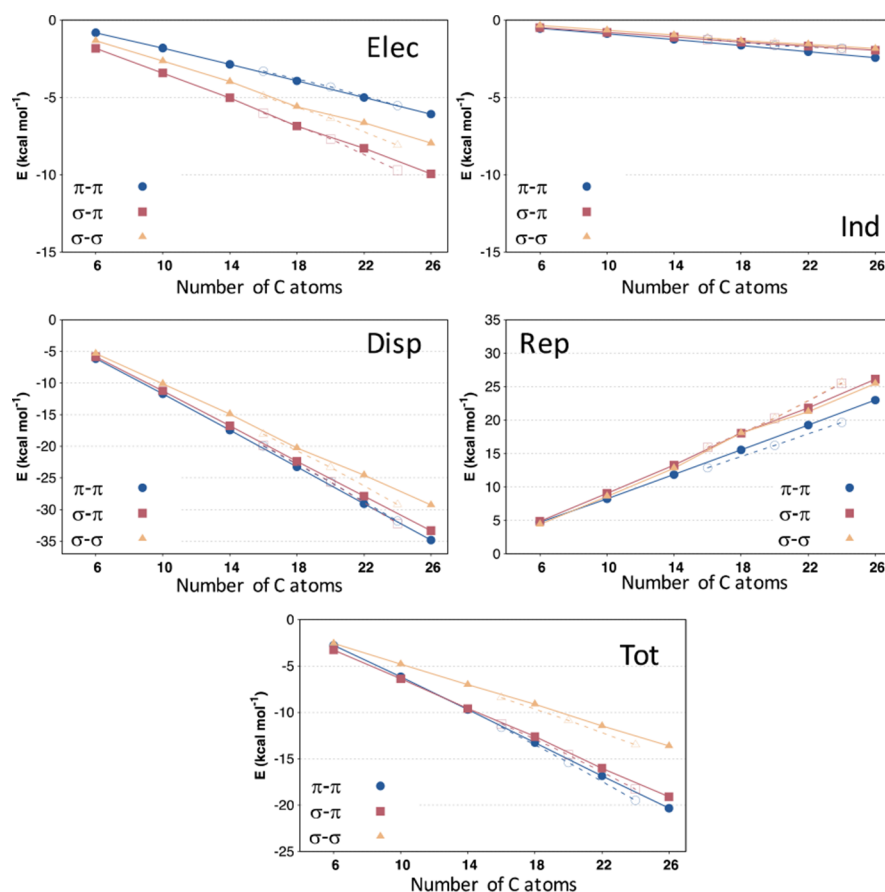 Elec
E (kcal mol⁻¹)
0
-5
-10
-15
π-π
σ-π
σ-σ
6 10 14 18 22 26
Number of C atoms
Ind
E (kcal mol⁻¹)
0
-5
-10
-15
π-π
σ-π
σ-σ
6 10 14 18 22 26
Number of C atoms
Disp
E (kcal mol⁻¹)
0
-5
-10
-15
-20
-25
-30
-35
π-π
σ-π
σ-σ
6 10 14 18 22 26
Number of C atoms
Rep
E (kcal mol⁻¹)
35
30
25
20
15
10
5
0
π-π
σ-π
σ-σ
6 10 14 18 22 26
Number of C atoms
Tot
E (kcal mol⁻¹)
0
-5
-10
-15
-20
-25
π-π
σ-π
σ-σ
6 10 14 18 22 26
Number of C atoms